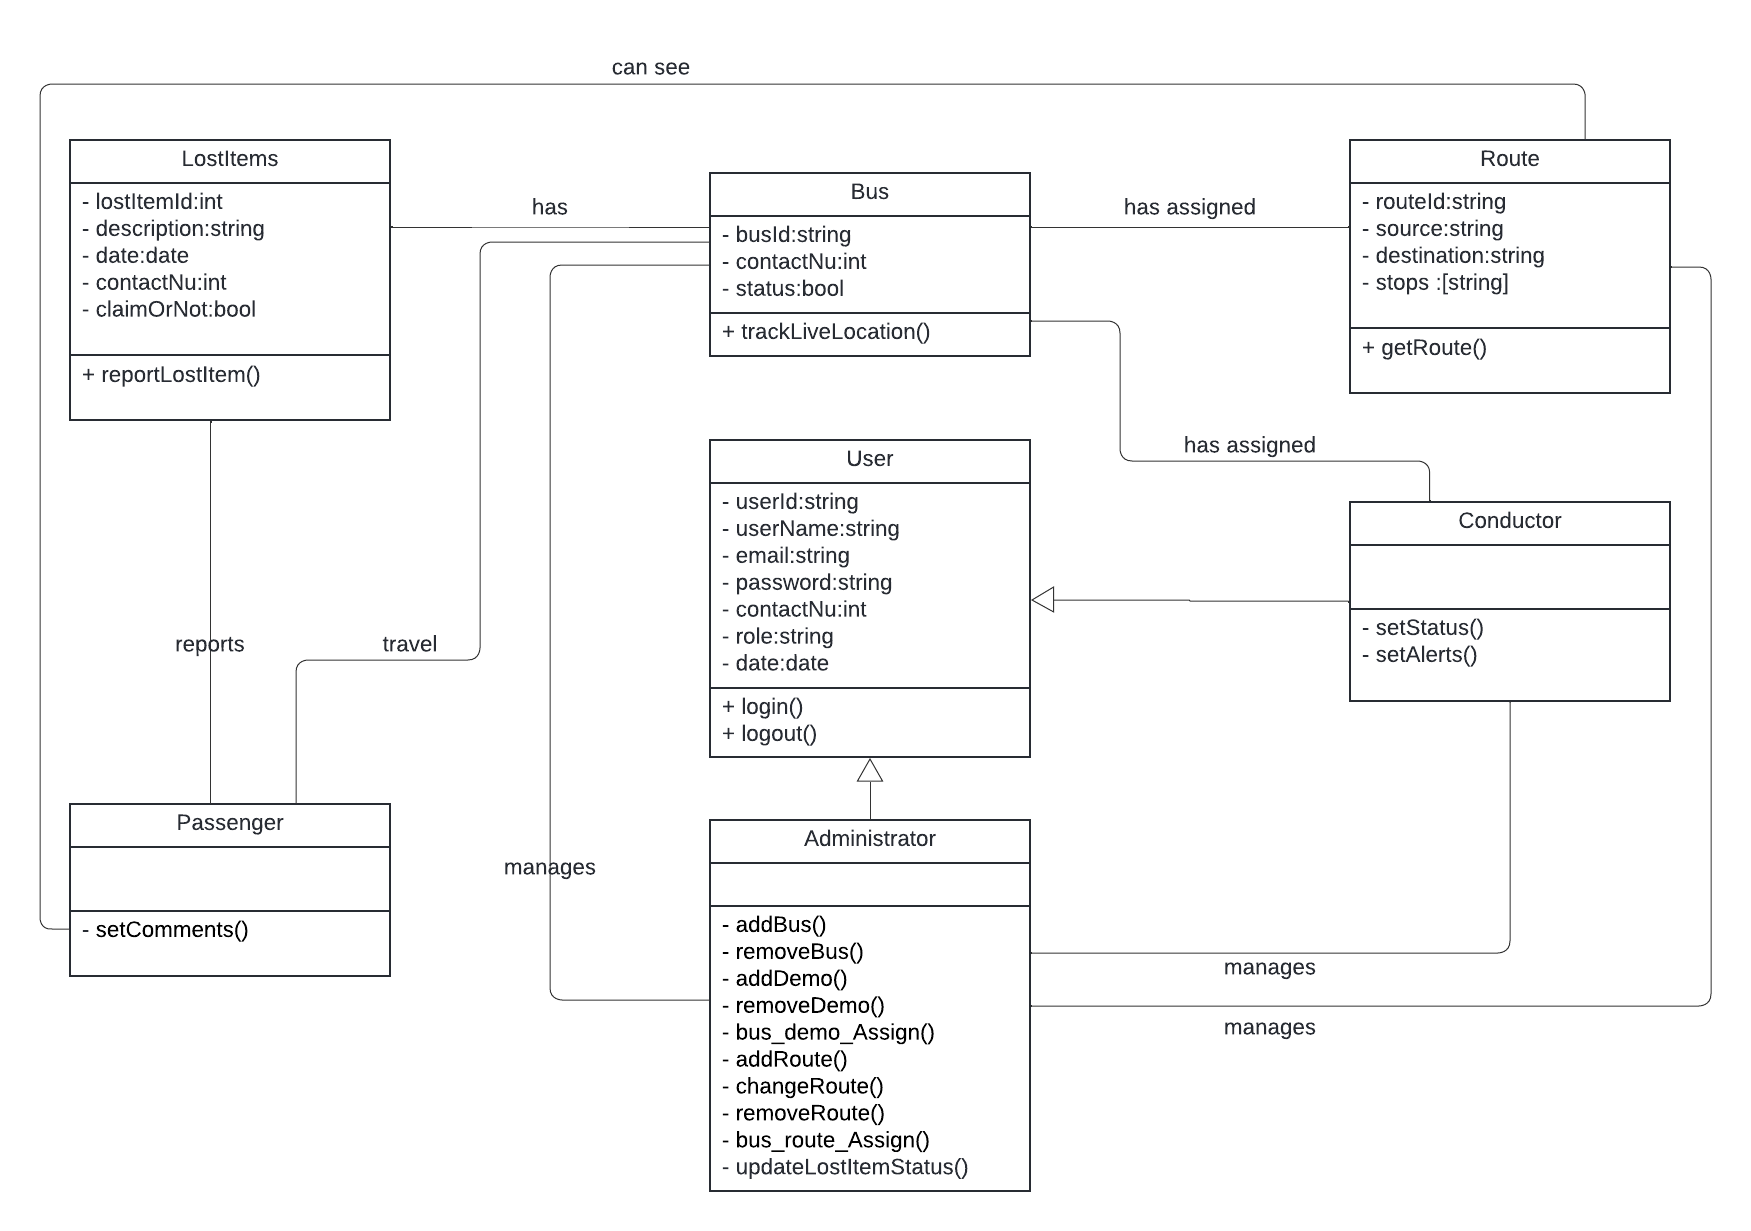 can see
LostItems
- lostItemId:int
- description:string
- date:date
- contactNu:int
- claimOrNot:bool
+ reportLostItem()
has
Bus
- busId:string
- contactNu:int
- status:bool
+ trackLiveLocation()
has assigned
Route
- routeId:string
- source:string
- destination:string
- stops :[string]
+ getRoute()
has assigned
User
- userId:string
- userName:string
- email:string
- password:string
- contactNu:int
- role:string
- date:date
+ login()
+ logout()
Conductor
- setStatus()
- setAlerts()
reports
travel
Passenger
- setComments()
manages
Administrator
- addBus()
- removeBus()
- addDemo()
- removeDemo()
- bus_demo_Assign()
- addRoute()
- changeRoute()
- removeRoute()
- bus_route_Assign()
- updateLostItemStatus()
manages
manages